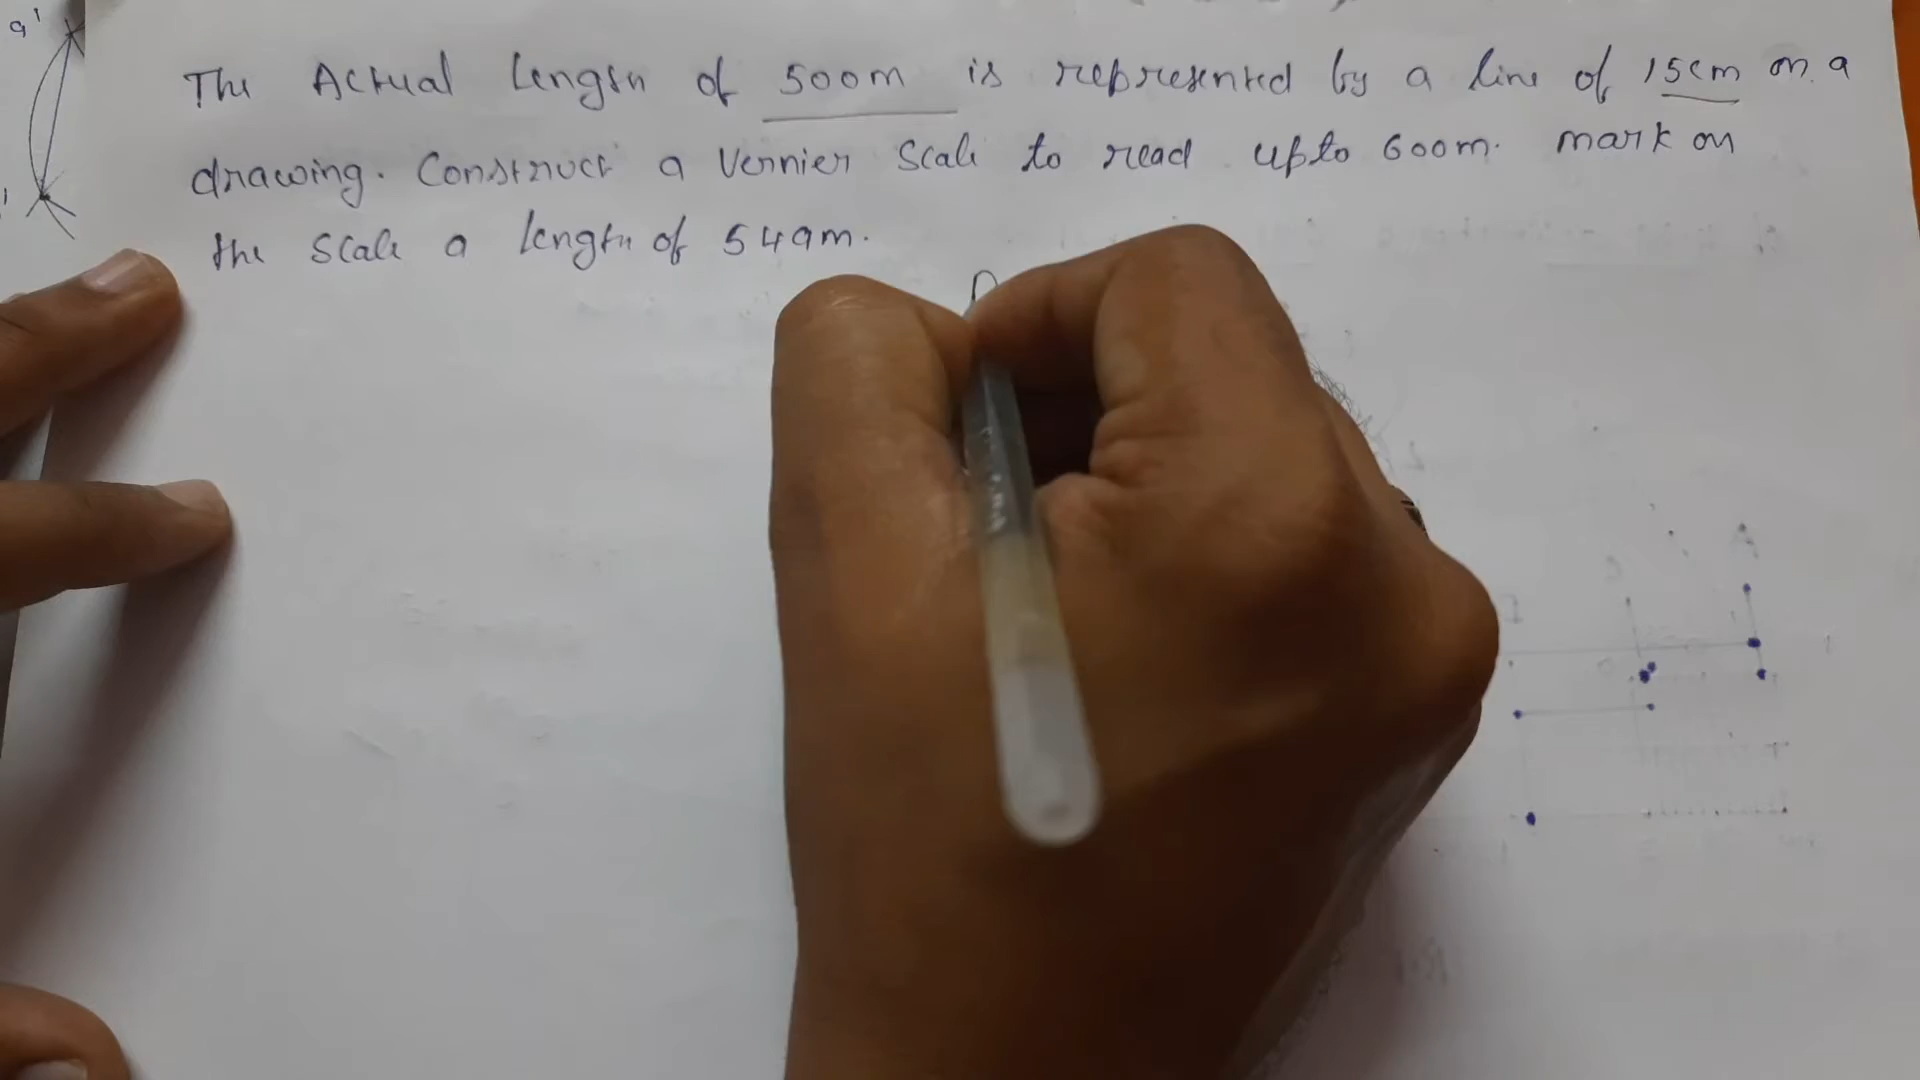 The Actual length of 500m is represented by a line of 15cm on a
drawing. Construct a Vernier Scale to read upto 600m. mark on
the scale a length of 549m.